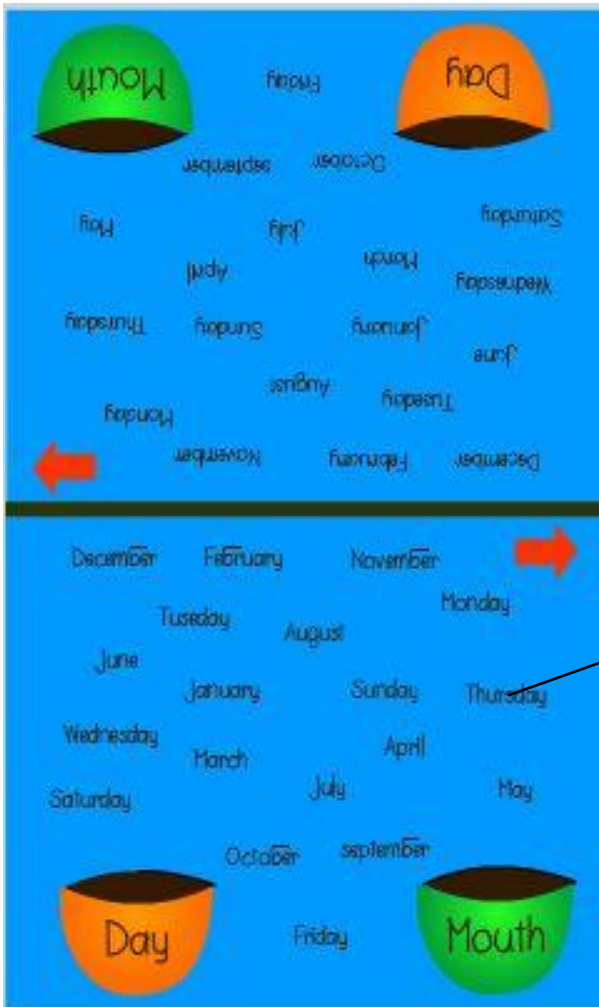 Mouth Day
Friday
september October
May July Saturday
April March Wednesday
Thursday Sunday January
June
August Tuseday
Monday
November February December
December February November
Monday
Tuseday August
June
January Sunday Thursday
Wednesday March April
Saturday July May
October september
Day Friday Mouth